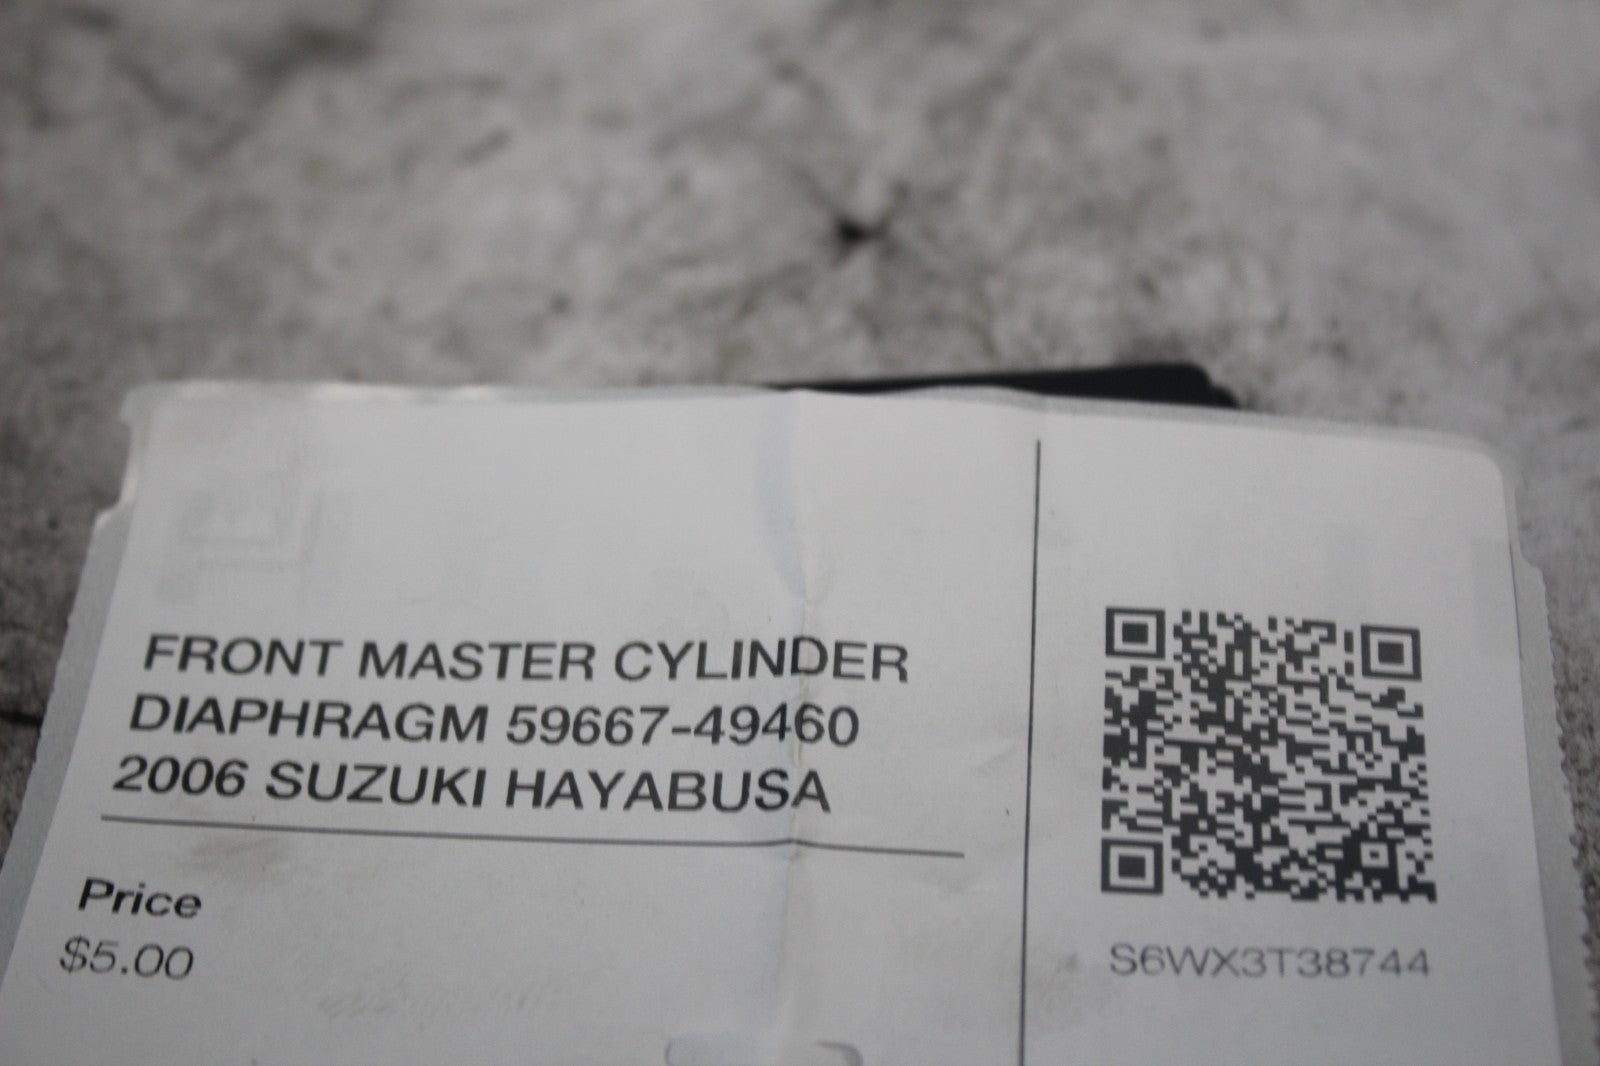 FRONT MASTER CYLINDER
DIAPHRAGM 59667-49460
2006 SUZUKI HAYABUSA
Price
$5.00
S6WX3T38744